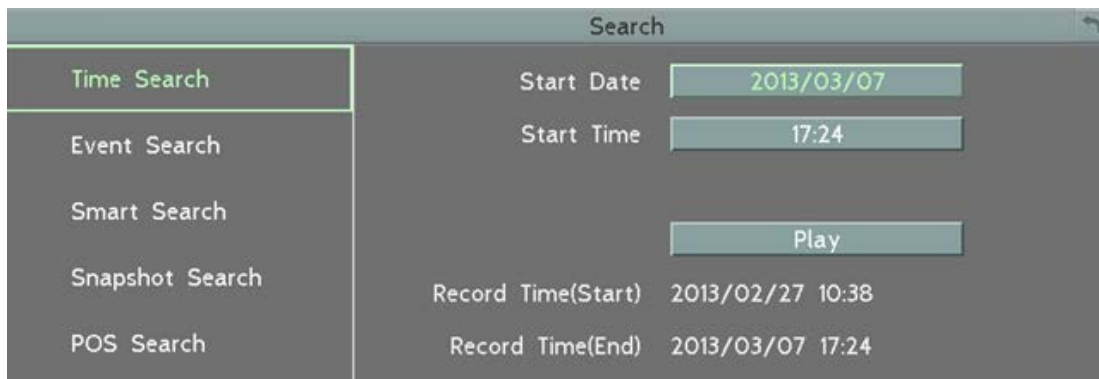 Search
Time Search
Event Search
Smart Search
Snapshot Search
POS Search
Start Date 2013/03/07
Start Time 17:24
Play
Record Time(Start) 2013/02/27 10:38
Record Time(End) 2013/03/07 17:24